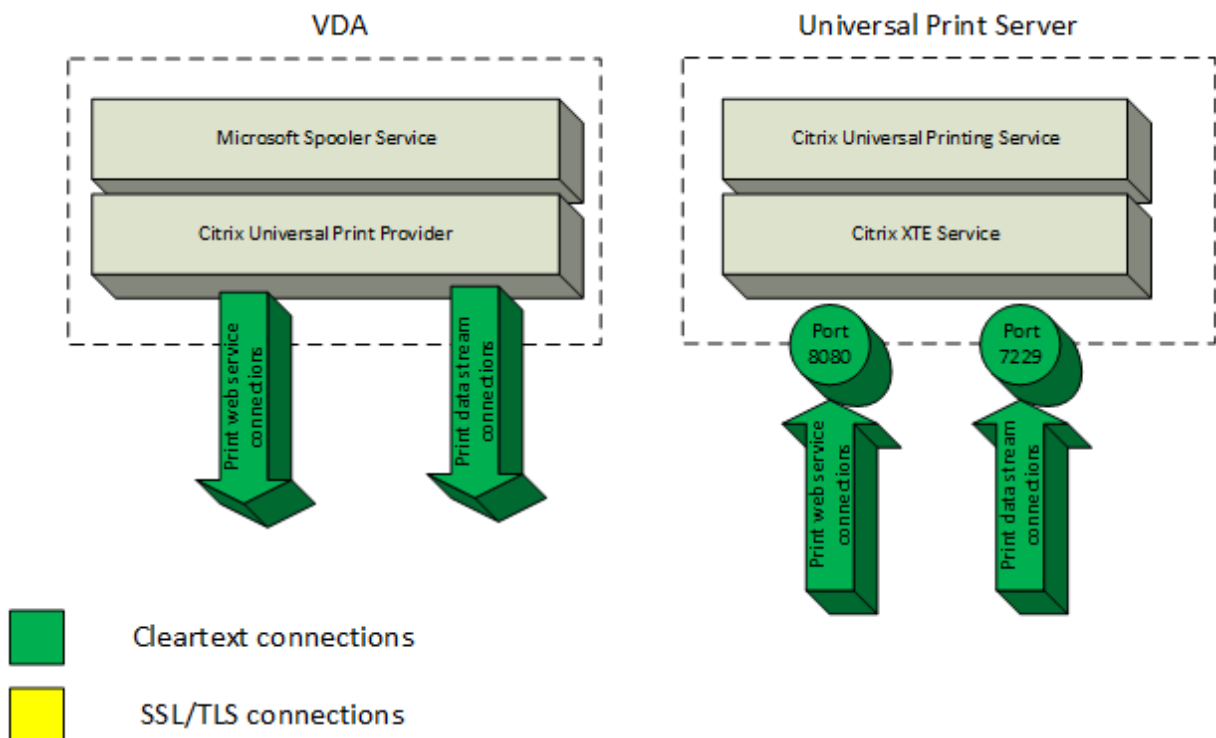 VDA
Universal Print Server
Microsoft Spooler Service
Citrix Universal Print Provider
Citrix Universal Printing Service
Citrix XTE Service
Print web service
connections
Print data stream
connections
Port
8080
Port
7229
Print web service
connections
Print data stream
connections
Cleartext connections
SSL/TLS connections